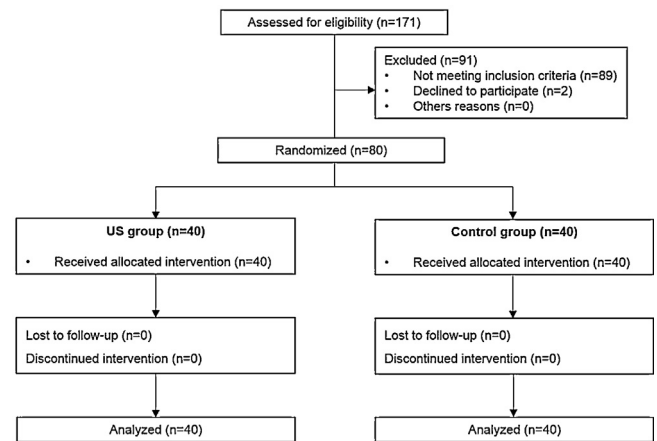 Assessed for eligibility (n=171)
Excluded (n=91)
• Not meeting inclusion criteria (n=89)
• Declined to participate (n=2)
• Others reasons (n=0)
Randomized (n=80)
US group (n=40)
• Received allocated intervention (n=40)
Control group (n=40)
• Received allocated intervention (n=40)
Lost to follow-up (n=0)
Discontinued intervention (n=0)
Lost to follow-up (n=0)
Discontinued intervention (n=0)
Analyzed (n=40)
Analyzed (n=40)